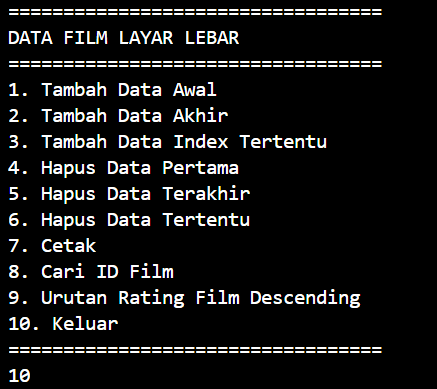 ==================================
DATA FILM LAYAR LEBAR
==================================
1. Tambah Data Awal
2. Tambah Data Akhir
3. Tambah Data Index Tertentu
4. Hapus Data Pertama
5. Hapus Data Terakhir
6. Hapus Data Tertentu
7. Cetak
8. Cari ID Film
9. Urutan Rating Film Descending
10. Keluar
==================================
10